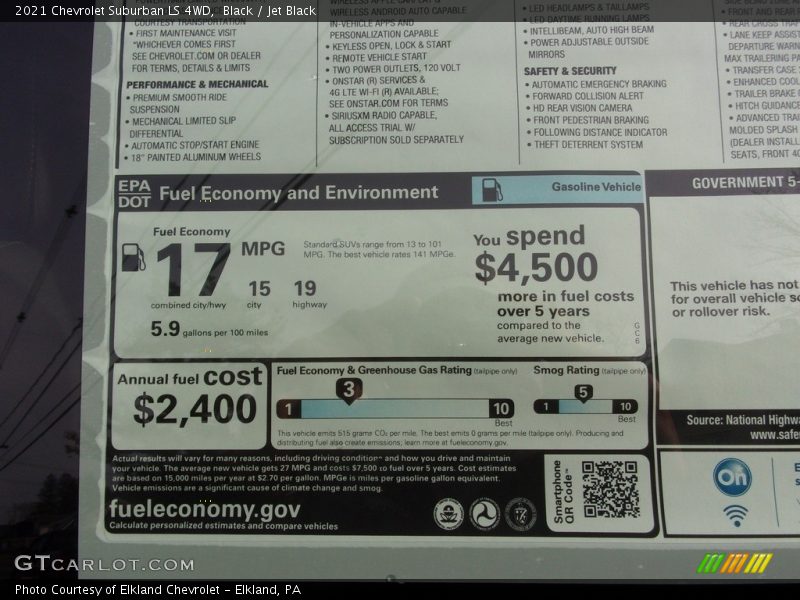 2021 Chevrolet Suburban LS 4WD, Black / Jet Black
COURTESY TRANSPORTATION
• FIRST MAINTENANCE VISIT
*WHICHEVER COMES FIRST
SEE CHEVROLET.COM OR DEALER
FOR TERMS, DETAILS & LIMITS
PERFORMANCE & MECHANICAL
• PREMIUM SMOOTH RIDE
SUSPENSION
• MECHANICAL LIMITED SLIP
DIFFERENTIAL
• AUTOMATIC STOP/START ENGINE
• 18" PAINTED ALUMINUM WHEELS
WIRELESS ANDROID AUTO CAPABLE
IN-VEHICLE APPS AND
PERSONALIZATION CAPABLE
• KEYLESS OPEN, LOCK & START
• REMOTE VEHICLE START
• TWO POWER OUTLETS, 120 VOLT
• ONSTAR (R) SERVICES &
4G LTE WI-FI (R) AVAILABLE;
SEE ONSTAR.COM FOR TERMS
• SIRIUSXM RADIO CAPABLE,
ALL ACCESS TRIAL W/
SUBSCRIPTION SOLD SEPARATELY
• LED HEADLAMPS & TAILLAMPS
• LED DAYTIME RUNNING LAMPS
• INTELLIBEAM, AUTO HIGH BEAM
• POWER ADJUSTABLE OUTSIDE
MIRRORS
SAFETY & SECURITY
• AUTOMATIC EMERGENCY BRAKING
• FORWARD COLLISION ALERT
• HD REAR VISION CAMERA
• FRONT PEDESTRIAN BRAKING
• FOLLOWING DISTANCE INDICATOR
• THEFT DETERRENT SYSTEM
• FRONT AND REAR
• REAR CROSS TRAF
• LANE KEEP ASSIST
DEPARTURE WARN
MAX TRAILERING PA
• TRANSFER CASE
• ENHANCED COOL
• TRAILER BRAKE
• HITCH GUIDANCE
• ADVANCED TRAI
MOLDED SPLASH
(DEALER INSTALL
SEATS, FRONT 40
EPA
DOT
Fuel Economy and Environment
Gasoline Vehicle
Fuel Economy
17 MPG
combined city/hwy
15
city
19
highway
5.9 gallons per 100 miles
Standard SUVs range from 13 to 101
MPG. The best vehicle rates 141 MPGe.
You spend
$4,500
more in fuel costs
over 5 years
compared to the
average new vehicle.
GC6
Annual fuel cost
$2,400
Fuel Economy & Greenhouse Gas Rating (tailpipe only)
1
3
10
Best
Smog Rating (tailpipe only)
1
5
10
Best
This vehicle emits 515 grams CO₂ per mile. The best emits 0 grams per mile (tailpipe only). Producing and
distributing fuel also create emissions; learn more at fueleconomy.gov.
Actual results will vary for many reasons, including driving conditions and how you drive and maintain
your vehicle. The average new vehicle gets 27 MPG and costs $7,500 to fuel over 5 years. Cost estimates
are based on 15,000 miles per year at $2.70 per gallon. MPGe is miles per gasoline gallon equivalent.
Vehicle emissions are a significant cause of climate change and smog.
fueleconomy.gov
Calculate personalized estimates and compare vehicles
Smartphone
QR Code™
GOVERNMENT 5-
This vehicle has not
for overall vehicle sc
or rollover risk.
Source: National Highwa
www.safe
On
GTCarlot.com
Photo Courtesy of Elkland Chevrolet - Elkland, PA